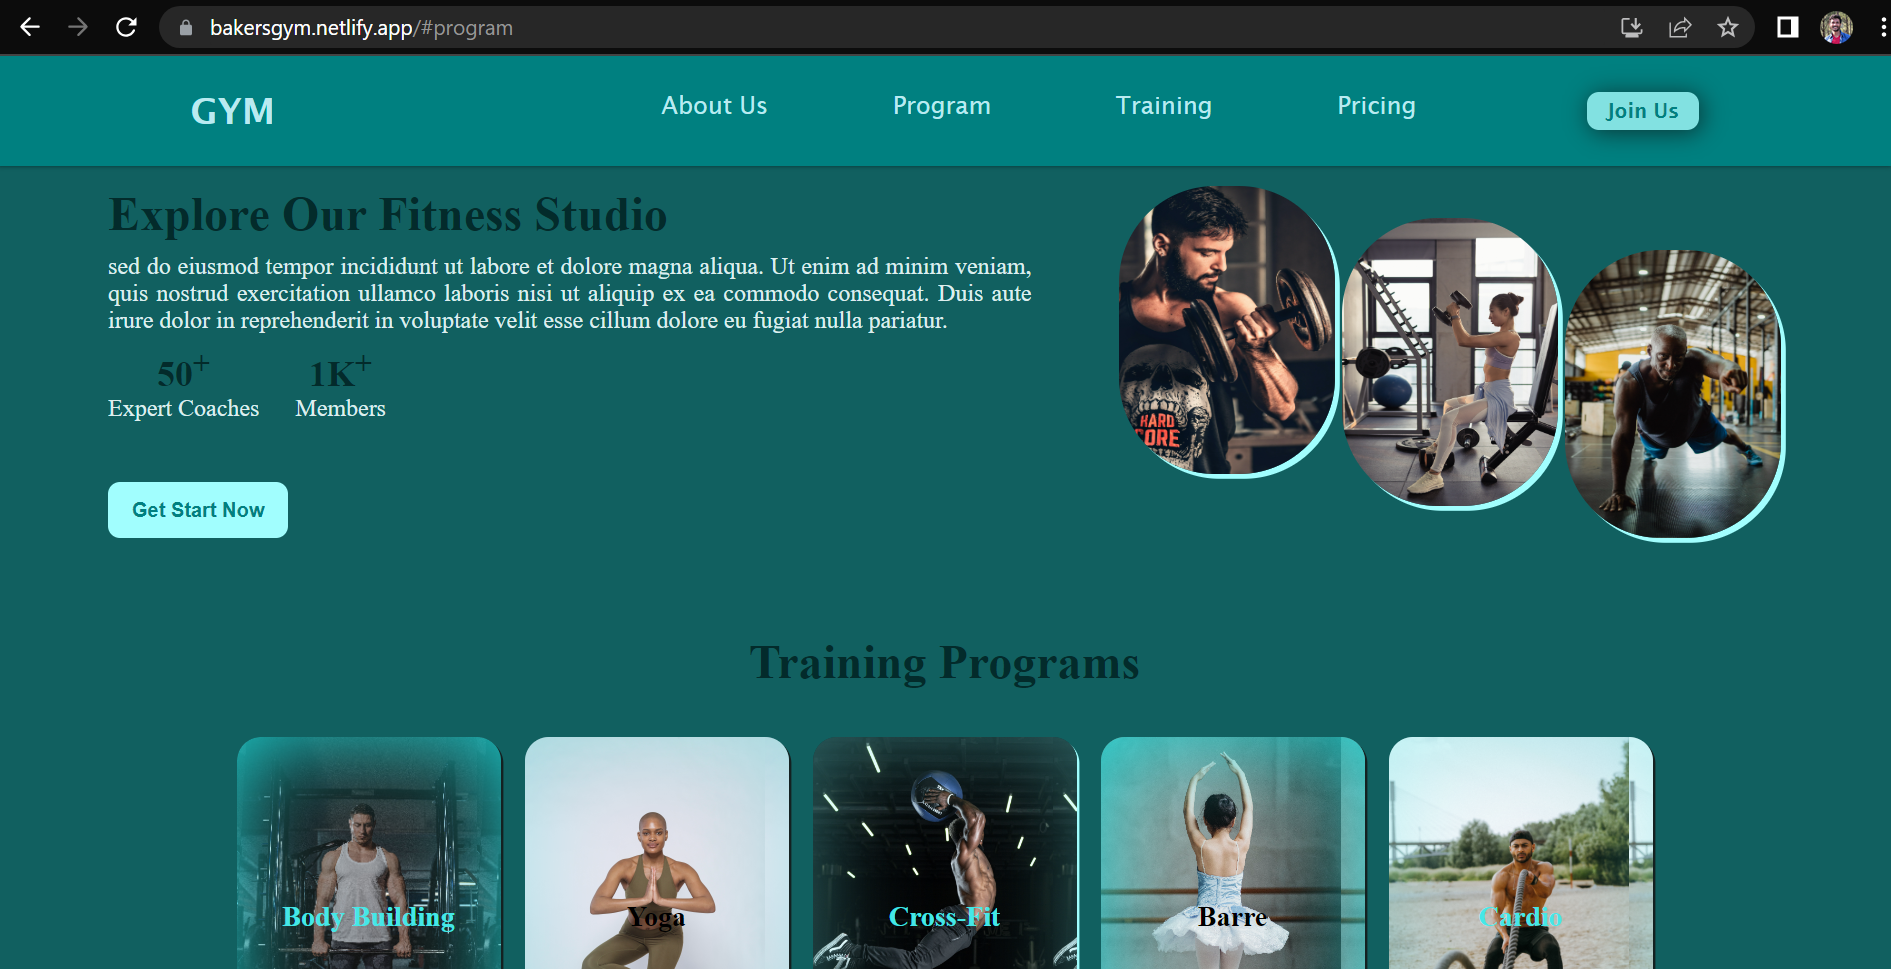 bakersgym.netlify.app/#program
GYM
About Us
Program
Training
Pricing
Join Us
Explore Our Fitness Studio
sed do eiusmod tempor incididunt ut labore et dolore magna aliqua. Ut enim ad minim veniam,
quis nostrud exercitation ullamco laboris nisi ut aliquip ex ea commodo consequat. Duis aute
irure dolor in reprehenderit in voluptate velit esse cillum dolore eu fugiat nulla pariatur.
50+
Expert Coaches
1K+
Members
Get Start Now
HARD
CORE
Training Programs
Body Building
Yoga
Cross-Fit
Barre
Cardio